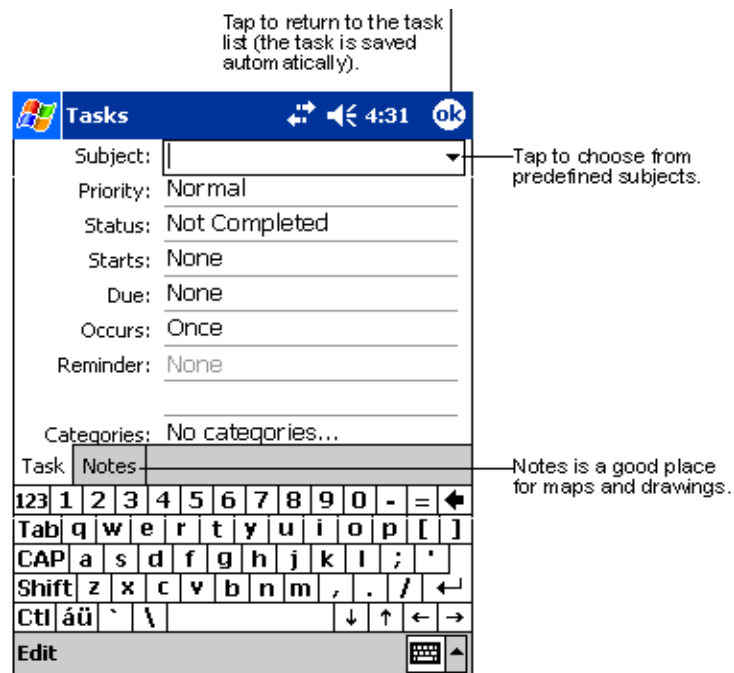 Tap to return to the task
list (the task is saved
automatically).
Tasks 4:31 ok
Subject:
Tap to choose from
predefined subjects.
Priority: Normal
Status: Not Completed
Starts: None
Due: None
Occurs: Once
Reminder: None
Categories: No categories...
Task Notes
Notes is a good place
for maps and drawings.
123 1 2 3 4 5 6 7 8 9 0 - = ←
Tab q w e r t y u i o p [ ]
CAP a s d f g h j k l ; '
Shift z x c v b n m , . / ↵
Ctl áü ` \ ↓ ↑ ← →
Edit